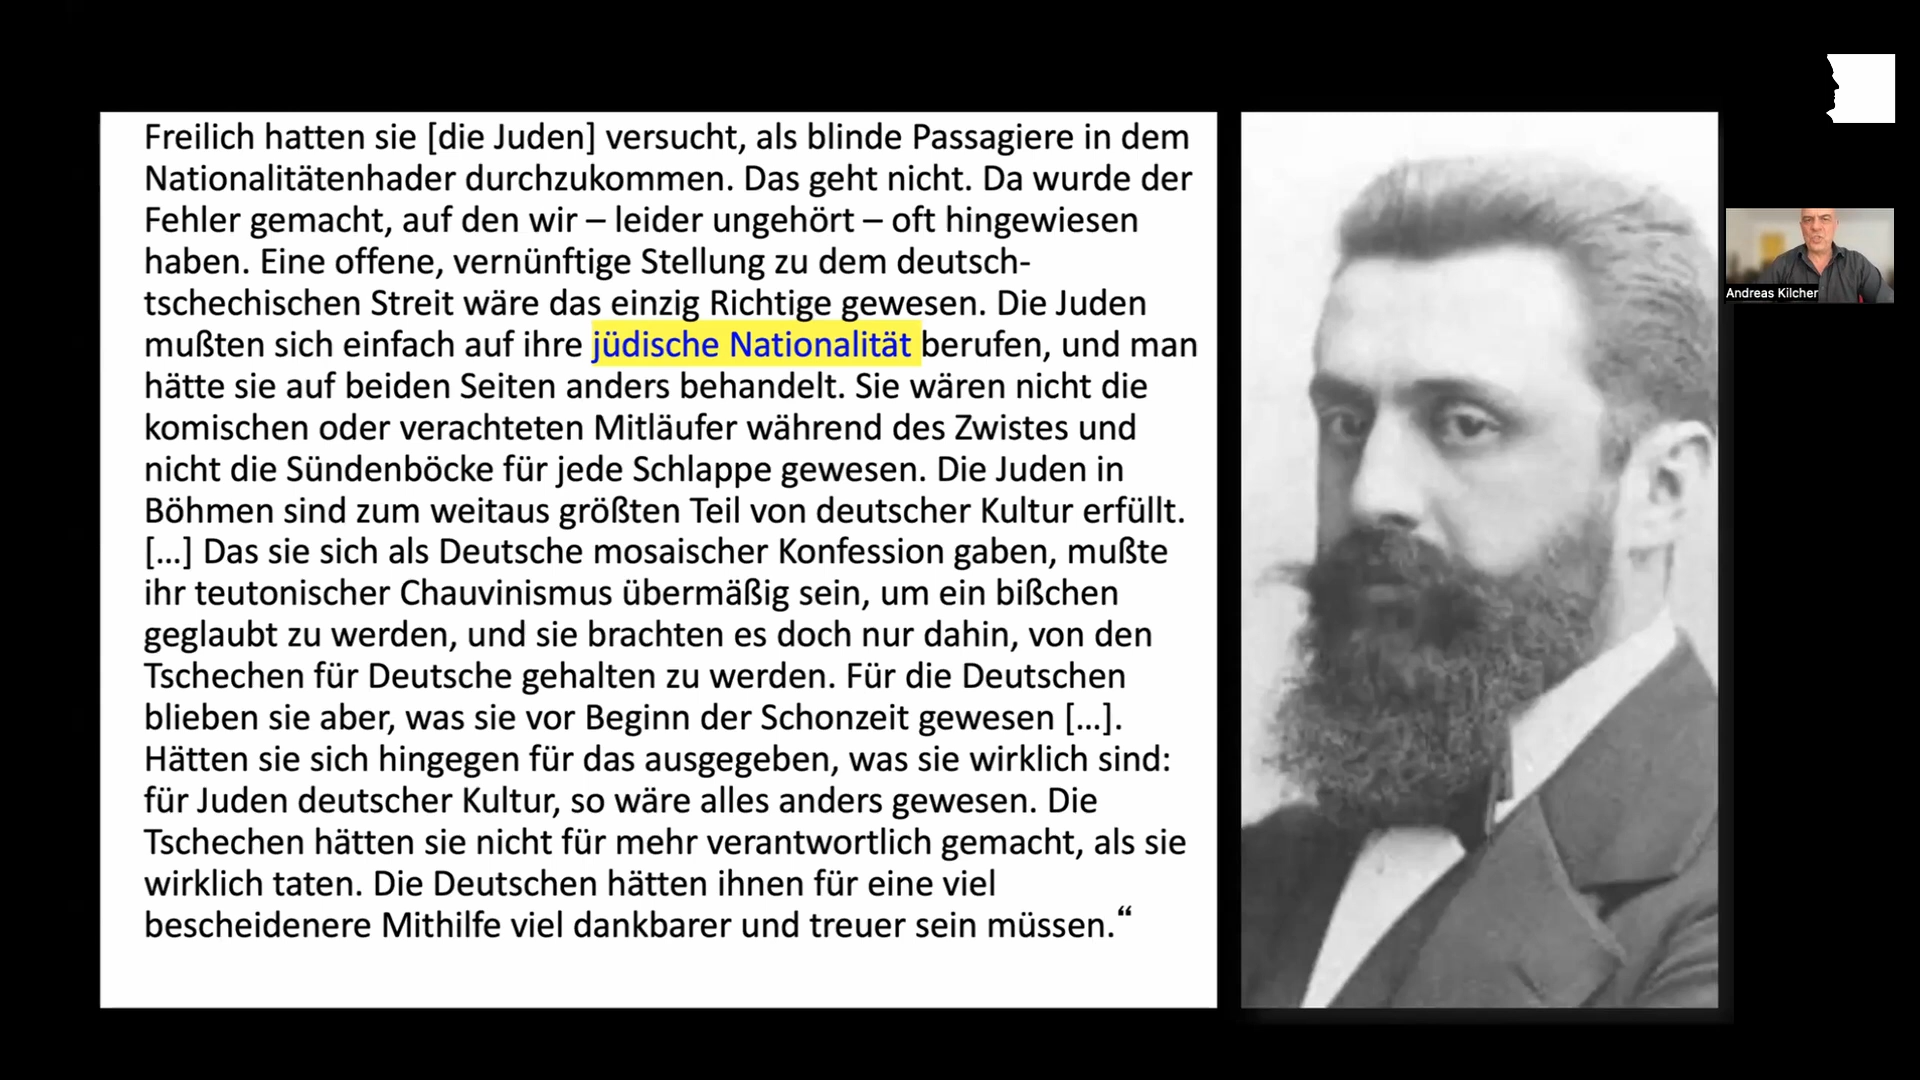 Freilich hatten sie [die Juden] versucht, als blinde Passagiere in dem
Nationalitätenhader durchzukommen. Das geht nicht. Da wurde der
Fehler gemacht, auf den wir – leider ungehört – oft hingewiesen
haben. Eine offene, vernünftige Stellung zu dem deutsch-
tschechischen Streit wäre das einzig Richtige gewesen. Die Juden
mußten sich einfach auf ihre jüdische Nationalität berufen, und man
hätte sie auf beiden Seiten anders behandelt. Sie wären nicht die
komischen oder verachteten Mitläufer während des Zwistes und
nicht die Sündenböcke für jede Schlappe gewesen. Die Juden in
Böhmen sind zum weitaus größten Teil von deutscher Kultur erfüllt.
[...] Das sie sich als Deutsche mosaischer Konfession gaben, mußte
ihr teutonischer Chauvinismus übermäßig sein, um ein bißchen
geglaubt zu werden, und sie brachten es doch nur dahin, von den
Tschechen für Deutsche gehalten zu werden. Für die Deutschen
blieben sie aber, was sie vor Beginn der Schonzeit gewesen [...].
Hätten sie sich hingegen für das ausgegeben, was sie wirklich sind:
für Juden deutscher Kultur, so wäre alles anders gewesen. Die
Tschechen hätten sie nicht für mehr verantwortlich gemacht, als sie
wirklich taten. Die Deutschen hätten ihnen für eine viel
bescheidenere Mithilfe viel dankbarer und treuer sein müssen.“
Andreas Kilcher